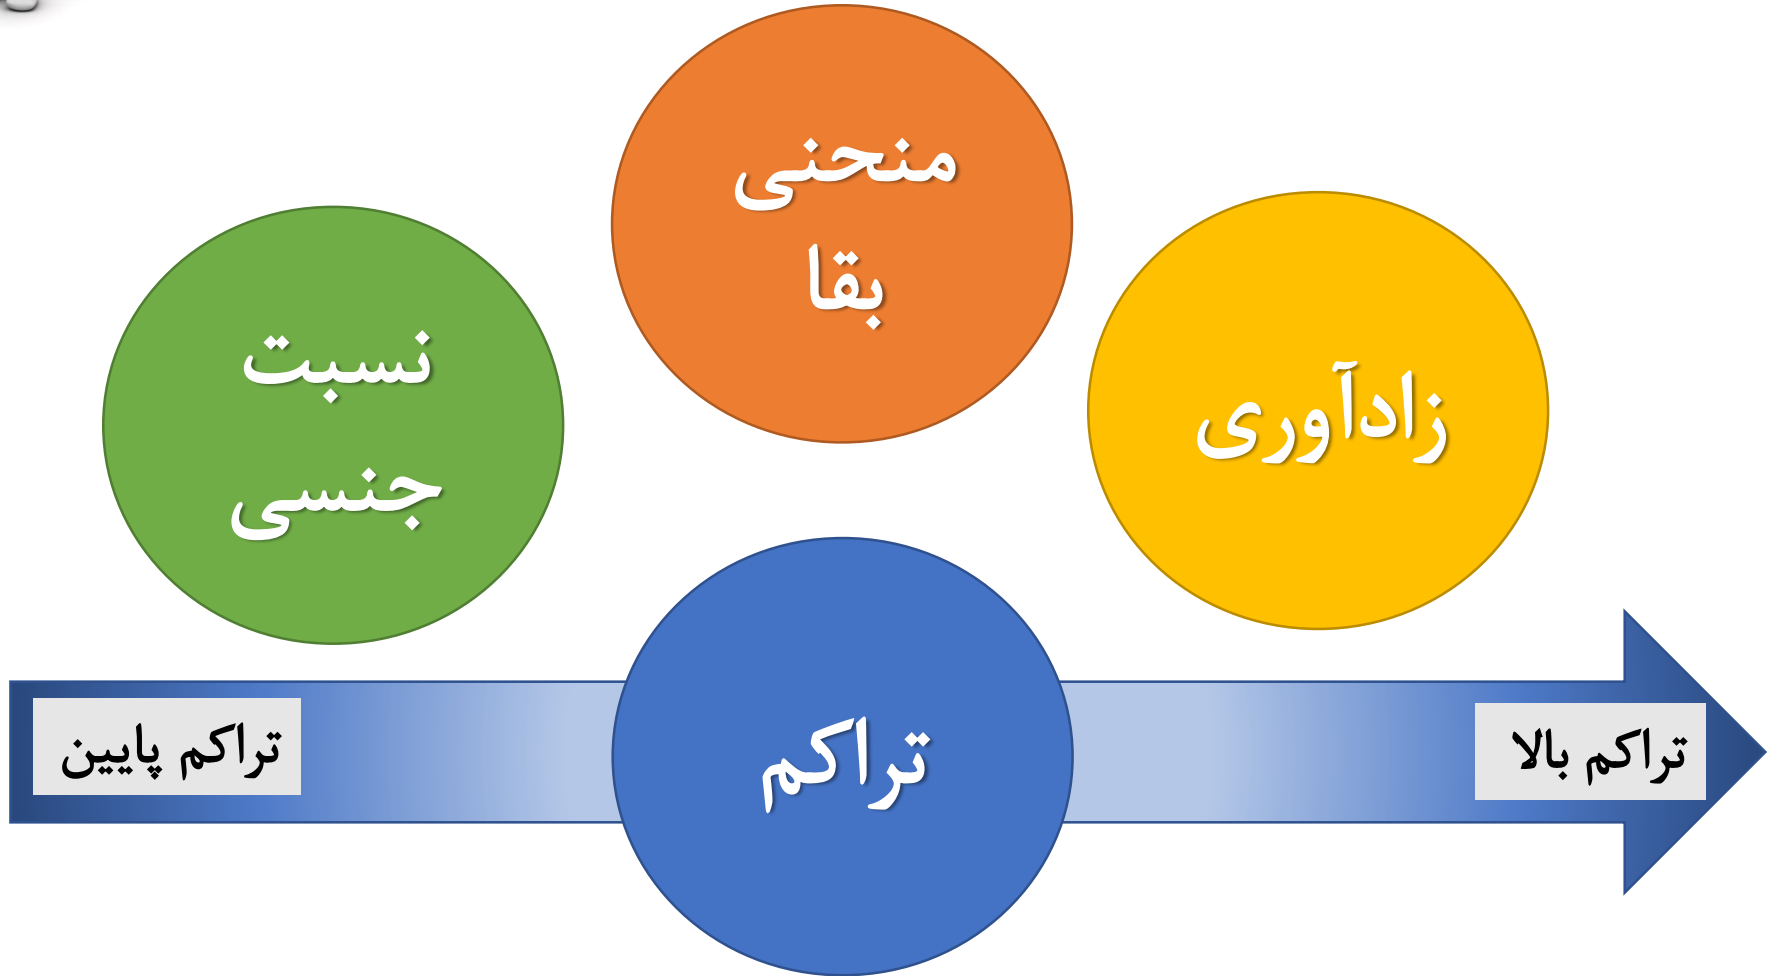 منحنی
بقا
زادآوری
نسبت
جنسی
تراکم
تراکم بالا
تراکم پایین